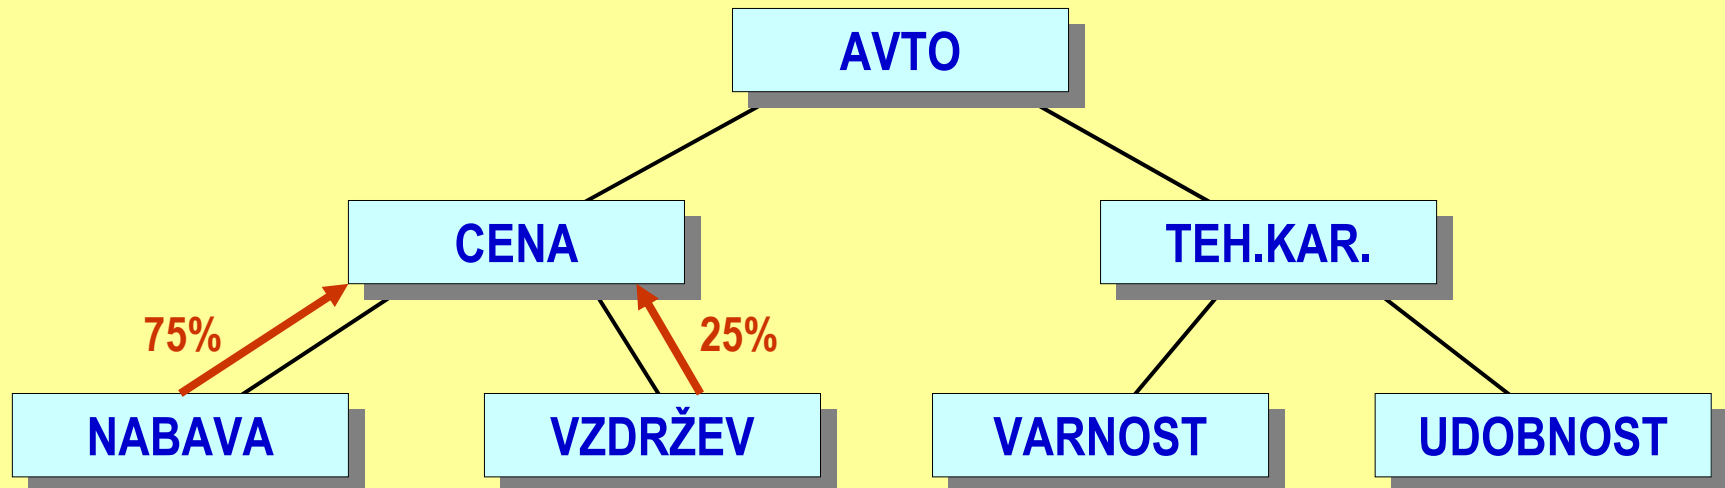 AVTO
CENA
TEH.KAR.
75%
25%
NABAVA
VZDRŽEV
VARNOST
UDOBNOST